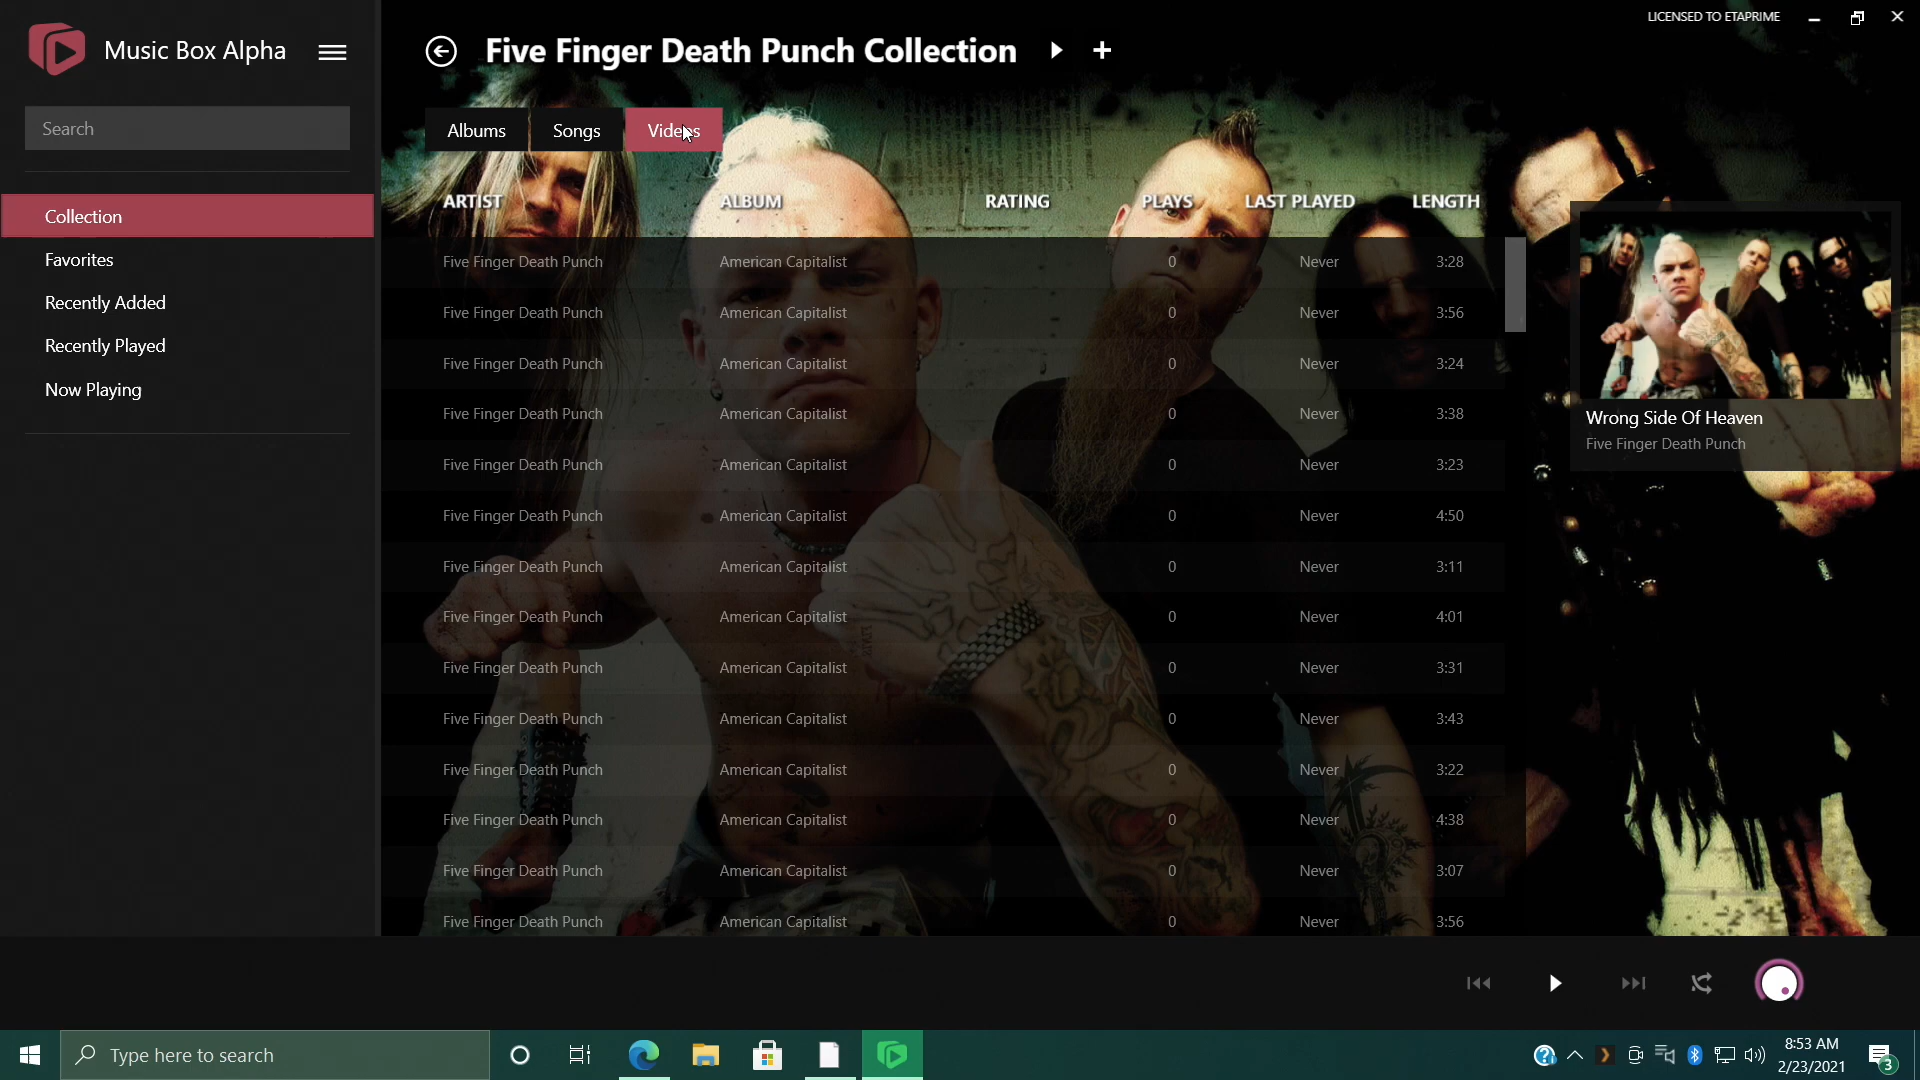 LICENSED TO ETAPRIME
Music Box Alpha
Five Finger Death Punch Collection
Search
Albums Songs Videos
ARTIST ALBUM RATING PLAYS LAST PLAYED LENGTH
Collection
Favorites
Recently Added
Recently Played
Now Playing
Five Finger Death Punch American Capitalist 0 Never 3:28
Five Finger Death Punch American Capitalist 0 Never 3:56
Five Finger Death Punch American Capitalist 0 Never 3:24
Five Finger Death Punch American Capitalist 0 Never 3:38
Five Finger Death Punch American Capitalist 0 Never 3:23
Five Finger Death Punch American Capitalist 0 Never 4:50
Five Finger Death Punch American Capitalist 0 Never 3:11
Five Finger Death Punch American Capitalist 0 Never 4:01
Five Finger Death Punch American Capitalist 0 Never 3:31
Five Finger Death Punch American Capitalist 0 Never 3:43
Five Finger Death Punch American Capitalist 0 Never 3:22
Five Finger Death Punch American Capitalist 0 Never 4:38
Five Finger Death Punch American Capitalist 0 Never 3:07
Five Finger Death Punch American Capitalist 0 Never 3:56
Wrong Side Of Heaven
Five Finger Death Punch
Type here to search
8:53 AM
2/23/2021
3